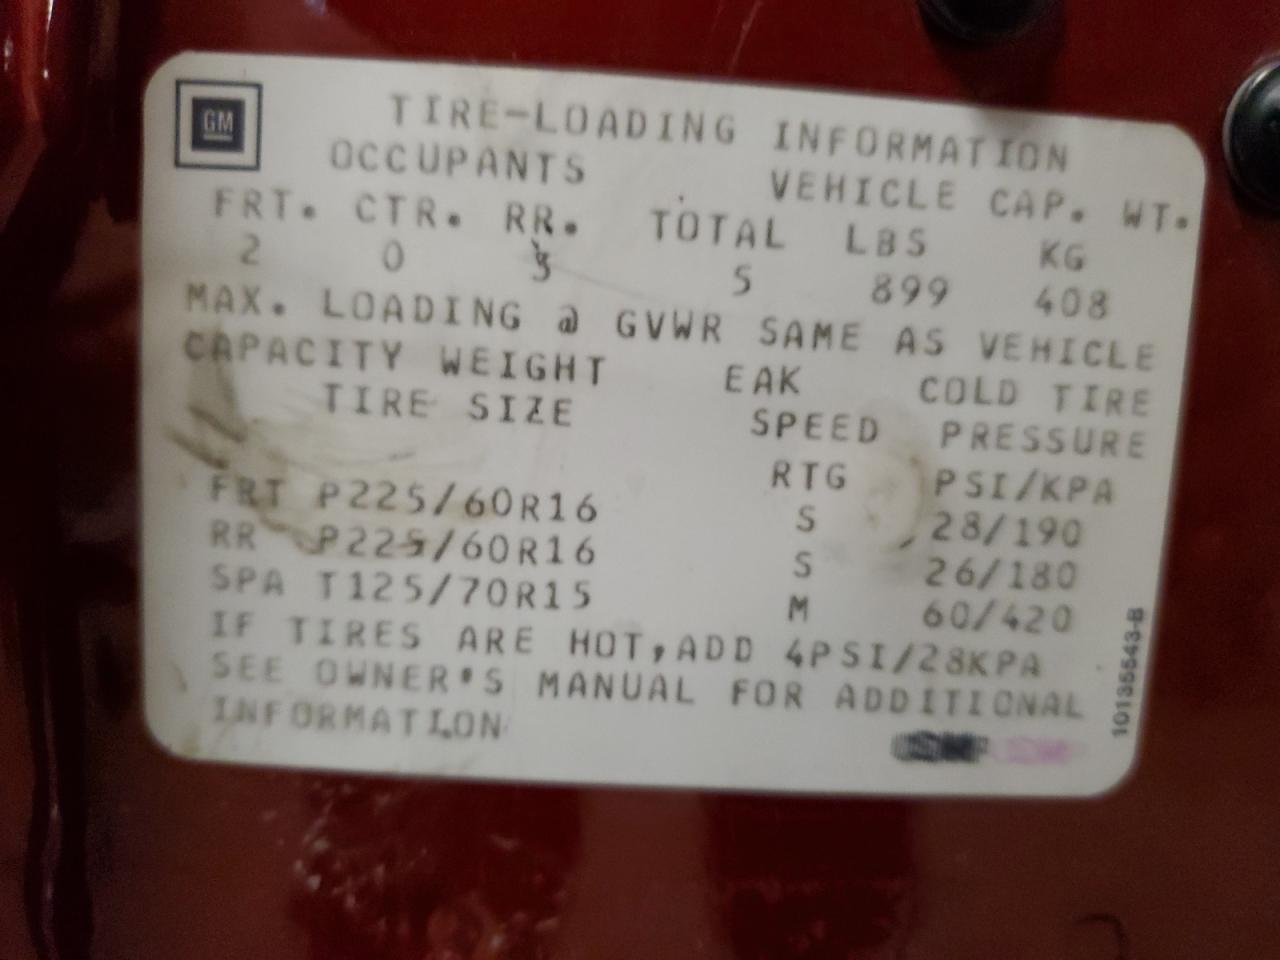 GM
TIRE-LOADING INFORMATION
OCCUPANTS VEHICLE CAP. WT.
FRT. CTR. RR. TOTAL LBS KG
2 0 3 5 899 408
MAX. LOADING @ GVWR SAME AS VEHICLE
CAPACITY WEIGHT EAK COLD TIRE
TIRE SIZE SPEED PRESSURE
RTG PSI/KPA
FRT P225/60R16 S 28/190
RR P225/60R16 S 26/180
SPA T125/70R15 M 60/420
IF TIRES ARE HOT,ADD 4PSI/28KPA
SEE OWNER'S MANUAL FOR ADDITIONAL
INFORMATION
10135543-B